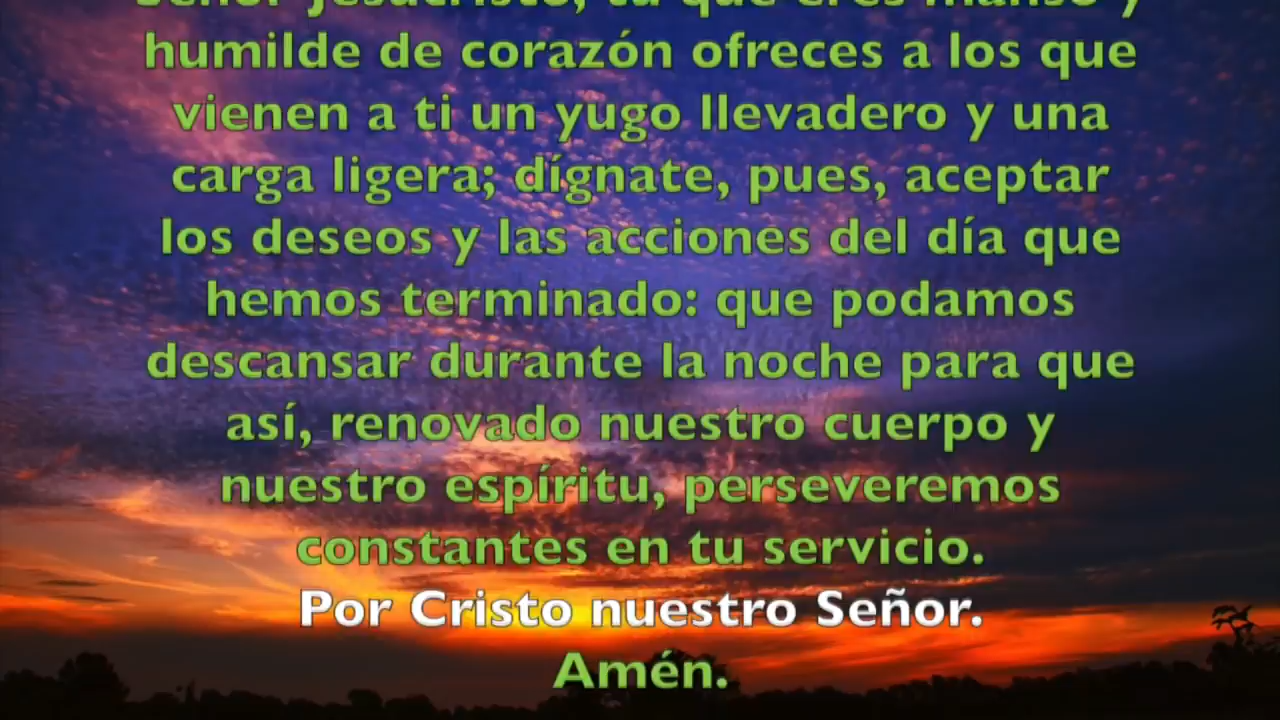 Señor Jesucristo, tú que eres manso y
humilde de corazón ofreces a los que
vienen a ti un yugo llevadero y una
carga ligera; dígnate, pues, aceptar
los deseos y las acciones del día que
hemos terminado: que podamos
descansar durante la noche para que
así, renovado nuestro cuerpo y
nuestro espíritu, perseveremos
constantes en tu servicio.
Por Cristo nuestro Señor.
Amén.